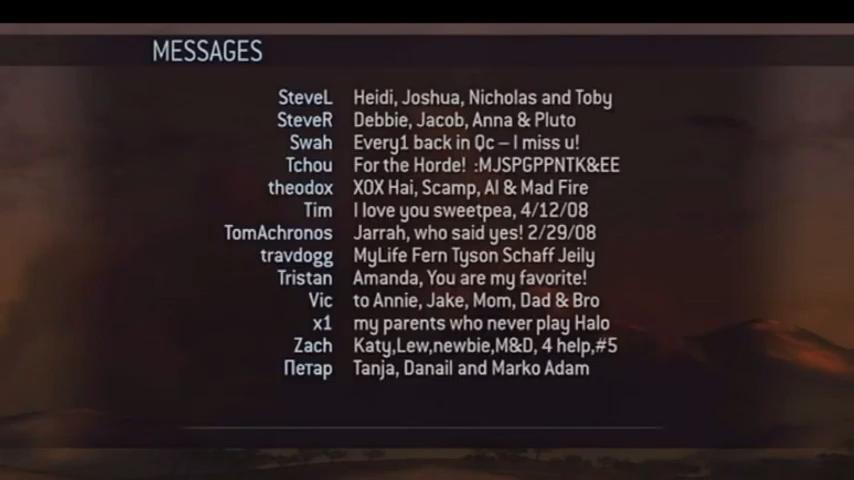 MESSAGES
SteveL Heidi, Joshua, Nicholas and Toby
SteveR Debbie, Jacob, Anna & Pluto
Swah Every1 back in Qc – I miss u!
Tchou For the Horde! :MJSPGPPNTK&EE
theodox XOX Hai, Scamp, Al & Mad Fire
Tim I love you sweetpea, 4/12/08
TomAchronos Jarrah, who said yes! 2/29/08
travdogg MyLife Fern Tyson Schaff Jeily
Tristan Amanda, You are my favorite!
Vic to Annie, Jake, Mom, Dad & Bro
x1 my parents who never play Halo
Zach Katy,Lew,newbie,M&D, 4 help,#5
Петар Tanja, Danail and Marko Adam